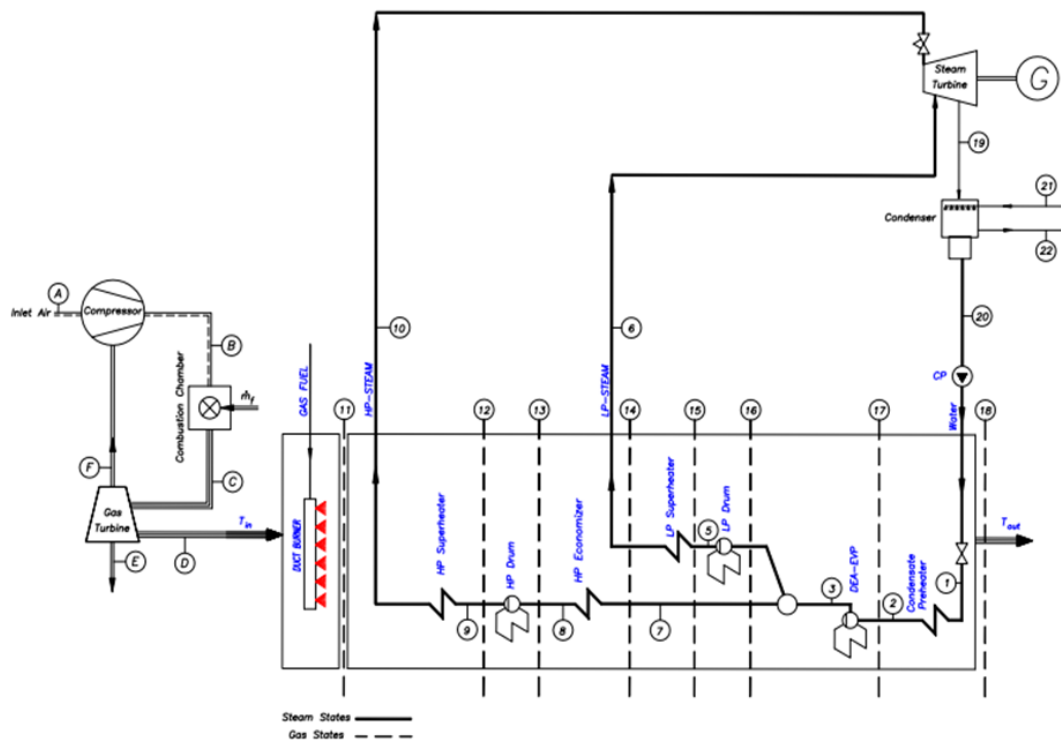 Steam
Turbine
G
19
21
Condenser
22
A
Inlet Air
Compressor
10
6
20
B
Combustion Chamber
ṁf
GAS FUEL
HP-STEAM
11
12
13
LP-STEAM
14
15
16
17
CP
Water
18
F
C
Gas
Turbine
Tin
D
E
DUCT BURNER
HP Superheater
HP Drum
HP Economizer
LP Superheater
5
LP Drum
DEA-EVP
Condensate
Preheater
Tout
1
3
2
9
8
7
Steam States
Gas States